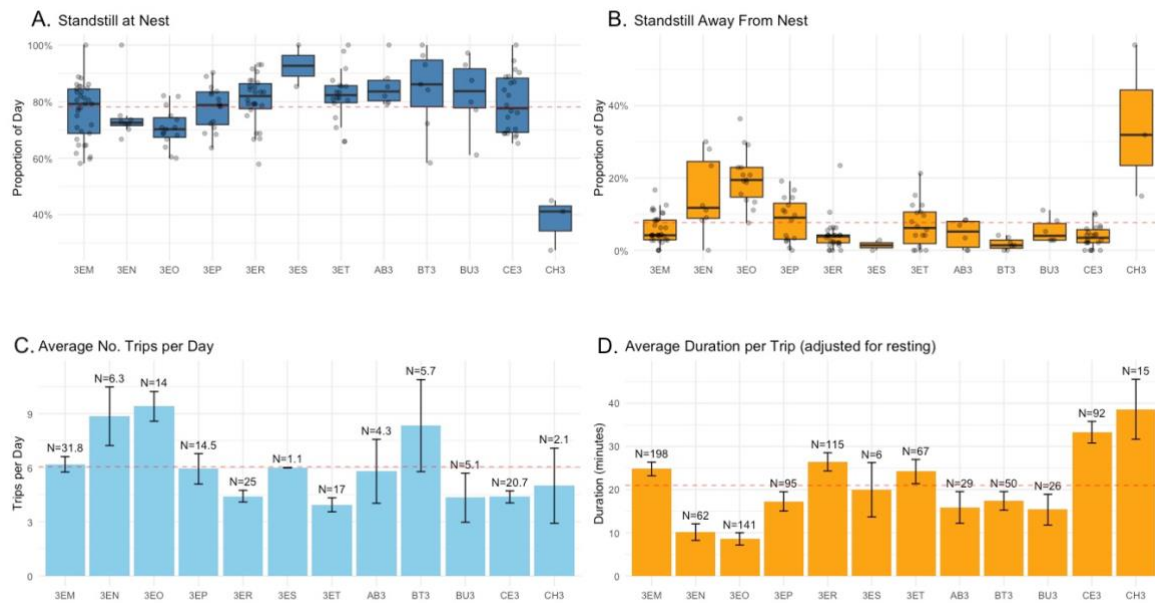 A. Standstill at Nest
Proportion of Day
100%
80%
60%
40%
3EM 3EN 3EO 3EP 3ER 3ES 3ET AB3 BT3 BU3 CE3 CH3
B. Standstill Away From Nest
Proportion of Day
40%
20%
0%
3EM 3EN 3EO 3EP 3ER 3ES 3ET AB3 BT3 BU3 CE3 CH3
C. Average No. Trips per Day
Trips per Day
9
6
3
0
N=31.8 N=6.3 N=14 N=14.5 N=25 N=1.1 N=17 N=4.3 N=5.7 N=5.1 N=20.7 N=2.1
3EM 3EN 3EO 3EP 3ER 3ES 3ET AB3 BT3 BU3 CE3 CH3
D. Average Duration per Trip (adjusted for resting)
Duration (minutes)
40
30
20
10
0
N=198 N=62 N=141 N=95 N=115 N=6 N=67 N=29 N=50 N=26 N=92 N=15
3EM 3EN 3EO 3EP 3ER 3ES 3ET AB3 BT3 BU3 CE3 CH3